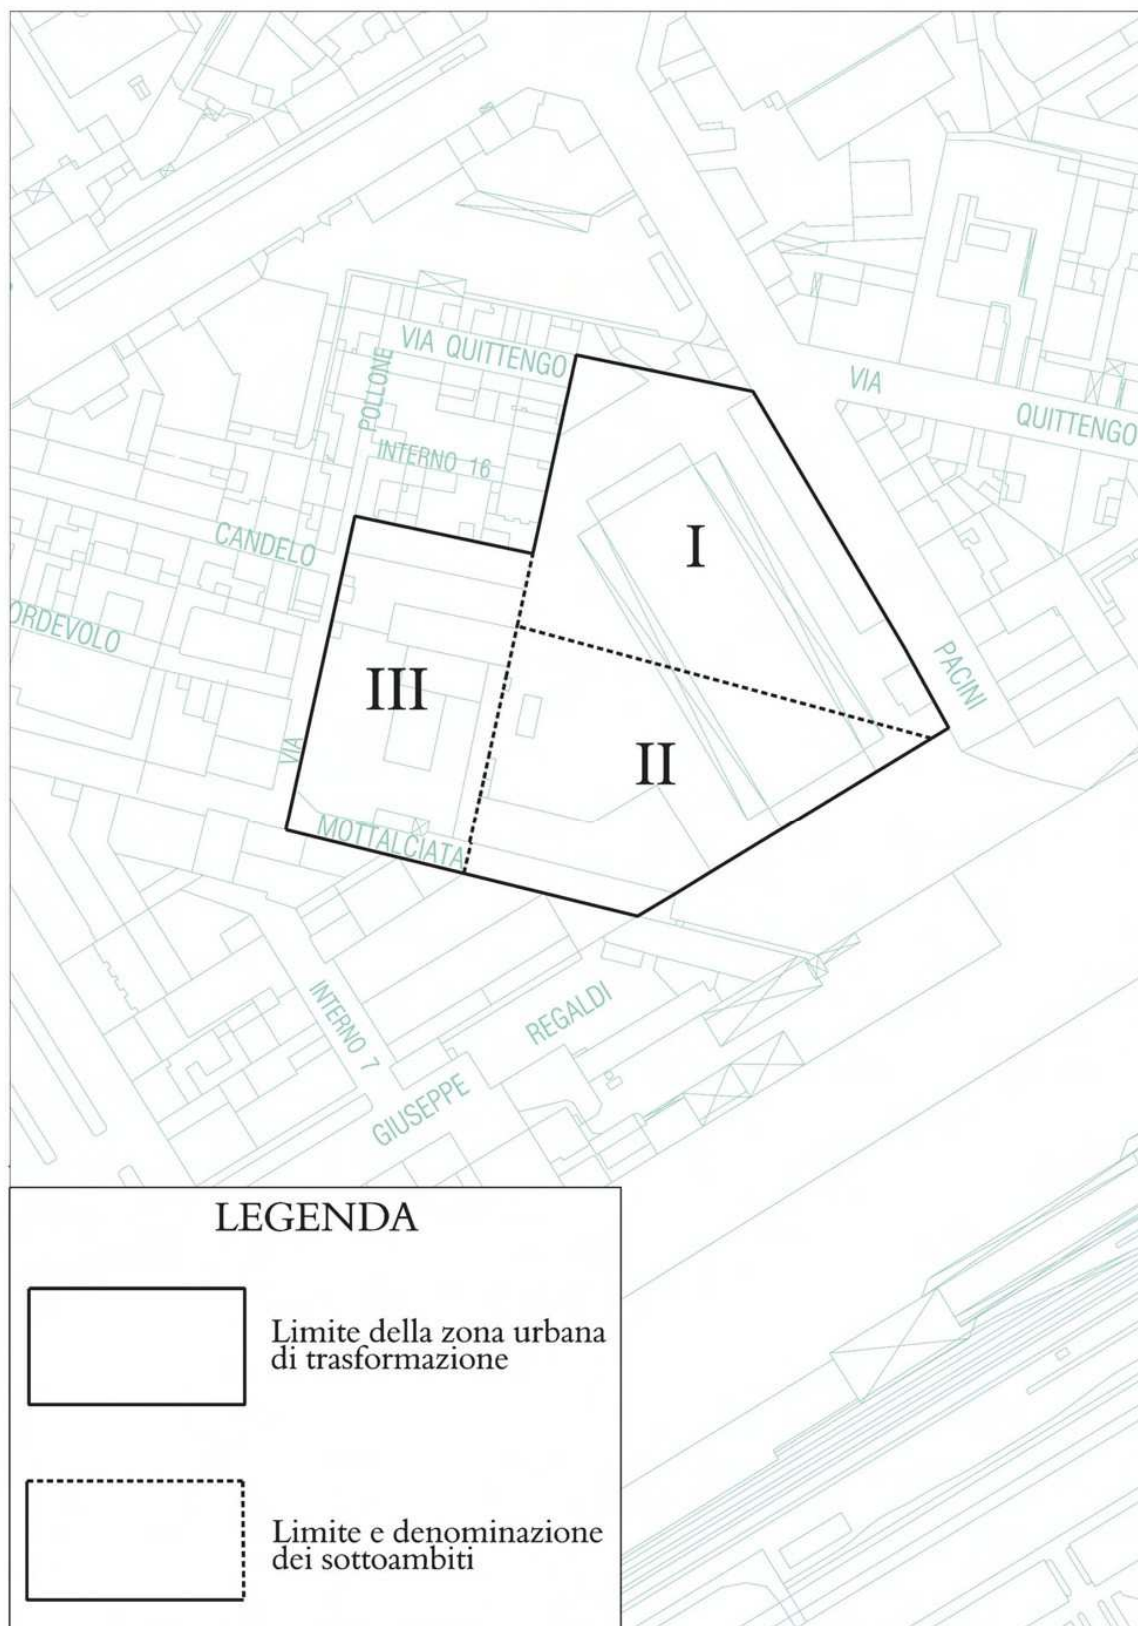 VIA QUITTENGO
POLLONE
INTERNO 16
VIA
QUITTENGO
CANDELO
ORDEVOLO
VIA
PACINI
MOTTALCIATA
I
II
III
INTERNO 7
GIUSEPPE
REGALDI
LEGENDA
Limite della zona urbana
di trasformazione
Limite e denominazione
dei sottoambiti